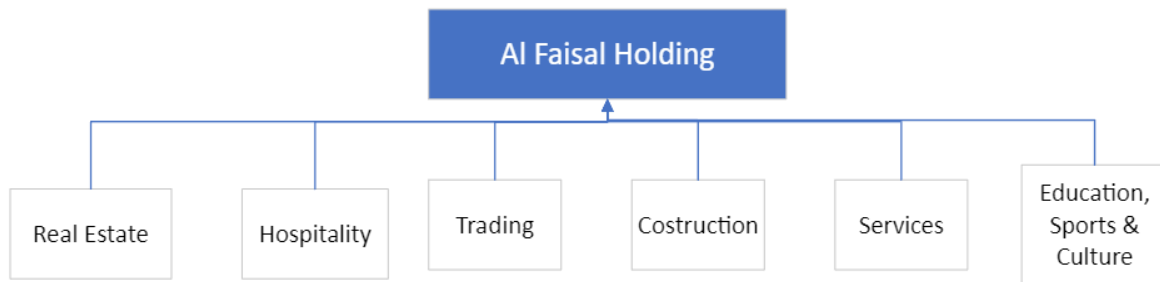 Al Faisal Holding
Real Estate
Hospitality
Trading
Costruction
Services
Education,
Sports &
Culture